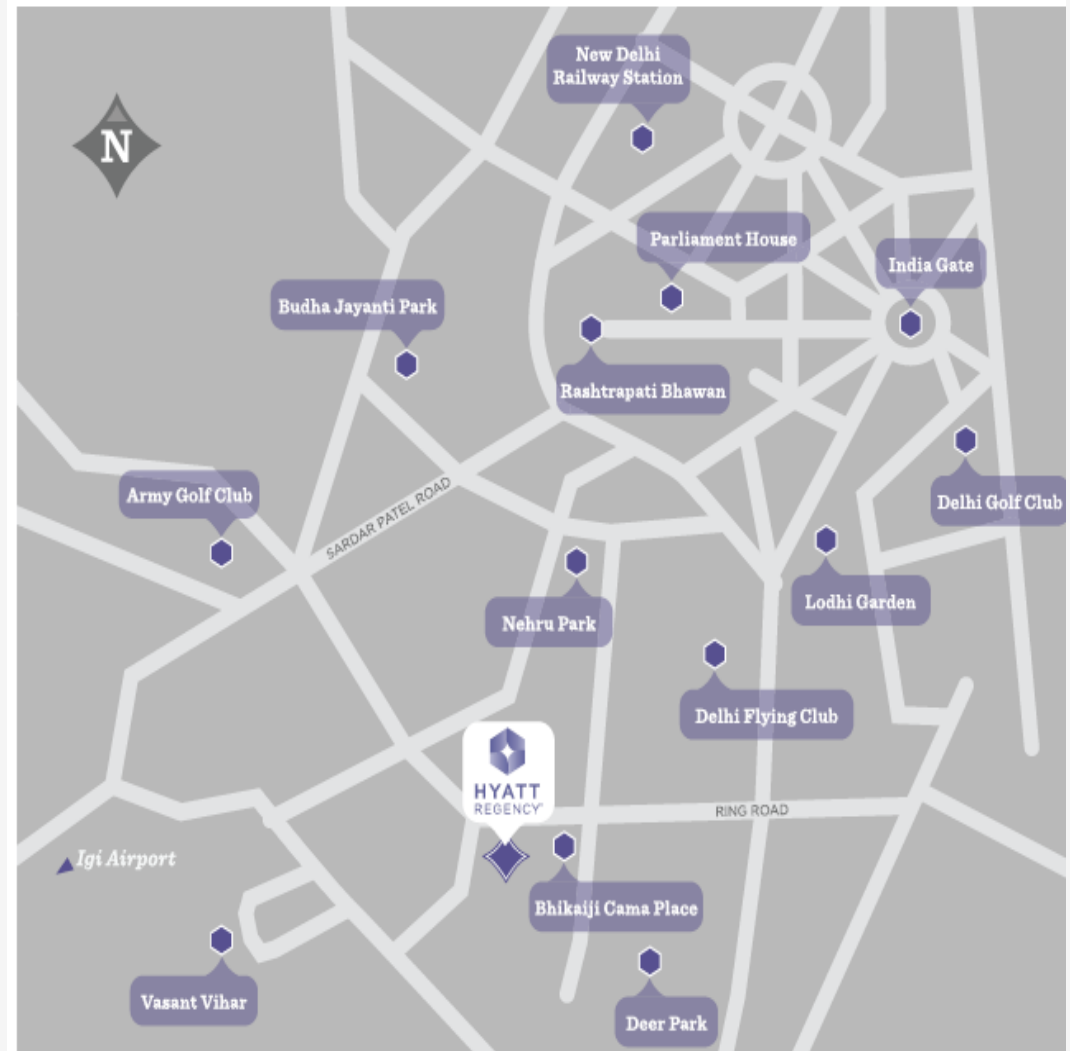 New Delhi
Railway Station
N
Parliament House
India Gate
Budha Jayanti Park
Rashtrapati Bhawan
Army Golf Club
SARDAR PATEL ROAD
Delhi Golf Club
Lodhi Garden
Nehru Park
Delhi Flying Club
HYATT
REGENCY
RING ROAD
Igi Airport
Bhikaiji Cama Place
Vasant Vihar
Deer Park